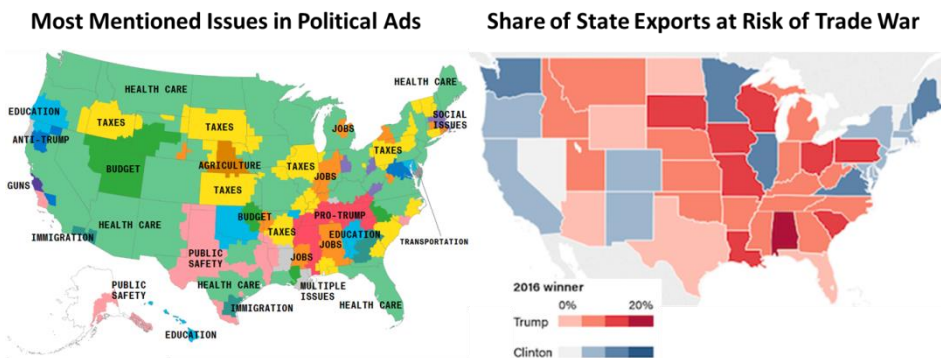 Most Mentioned Issues in Political Ads
HEALTH CARE
HEALTH CARE
EDUCATION
TAXES
TAXES
SOCIAL
ISSUES
ANTI-TRUMP
JOBS
TAXES
BUDGET
AGRICULTURE
TAXES
JOBS
GUNS
TAXES
BUDGET
PRO-TRUMP
HEALTH CARE
TAXES
EDUCATION
IMMIGRATION
JOBS
TRANSPORTATION
PUBLIC
SAFETY
JOBS
HEALTH CARE
MULTIPLE
ISSUES
PUBLIC
SAFETY
IMMIGRATION
HEALTH CARE
EDUCATION
Share of State Exports at Risk of Trade War
2016 winner
0% 20%
Trump
Clinton